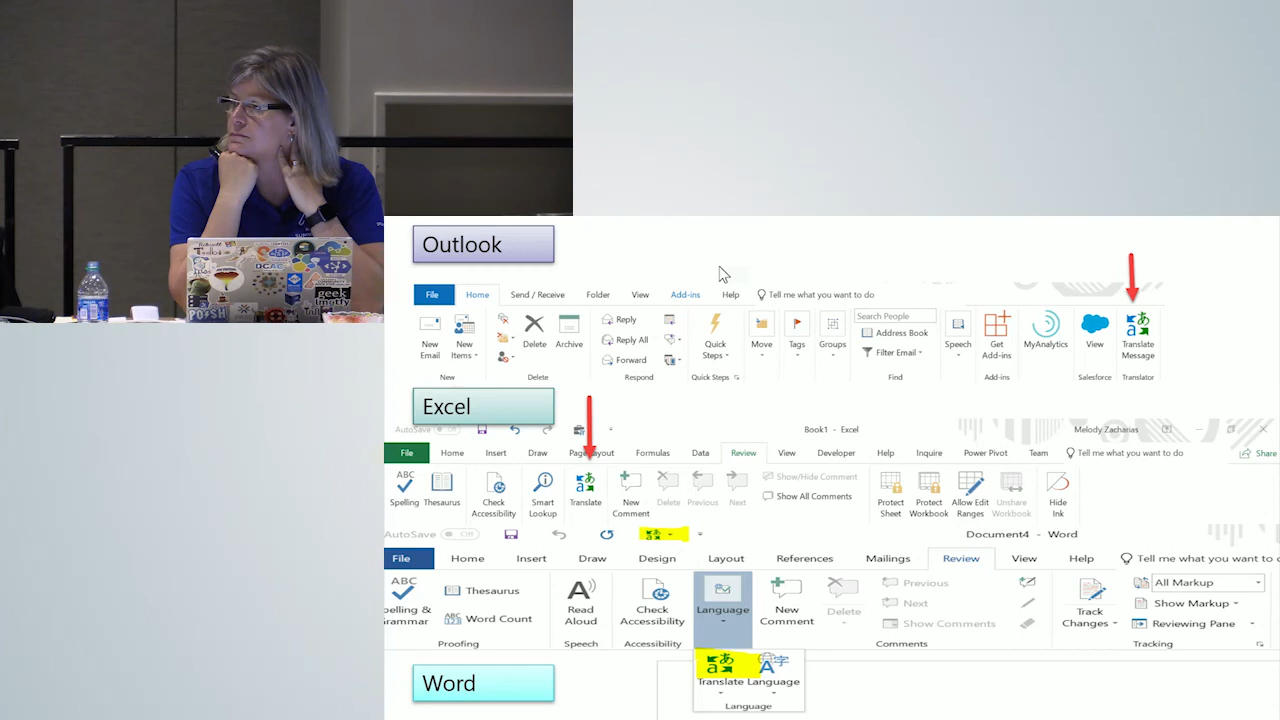 Outlook
File Home Send / Receive Folder View Add-ins Help Tell me what you want to do
New Email
New Items
Delete
Archive
Reply
Reply All
Forward
Quick Steps
Move
Tags
Groups
Search People
Address Book
Filter Email
Speech
Get Add-ins
MyAnalytics
View
Translate Message
New Delete Respond Quick Steps Find Add-ins Salesforce Translator
Excel
AutoSave Off Book1 - Excel Melody Zacharias
File Home Insert Draw Page Layout Formulas Data Review View Developer Help Inquire Power Pivot Team Tell me what you want to do Share
ABC
Spelling
Thesaurus
Check Accessibility
Smart Lookup
Translate
New Comment
Delete
Previous
Next
Show/Hide Comment
Show All Comments
Protect Sheet
Protect Workbook
Allow Edit Ranges
Unshare Workbook
Hide Ink
AutoSave Off Document4 - Word
File Home Insert Draw Design Layout References Mailings Review View Help Tell me what you want to do
ABC
pelling &
rammar
Thesaurus
ABC
123
Word Count
Read Aloud
Check Accessibility
Language
New Comment
Delete
Previous
Next
Show Comments
Track Changes
All Markup
Show Markup
Reviewing Pane
Proofing Speech Accessibility Comments Tracking
Translate Language
Language
Word
geek
POSH